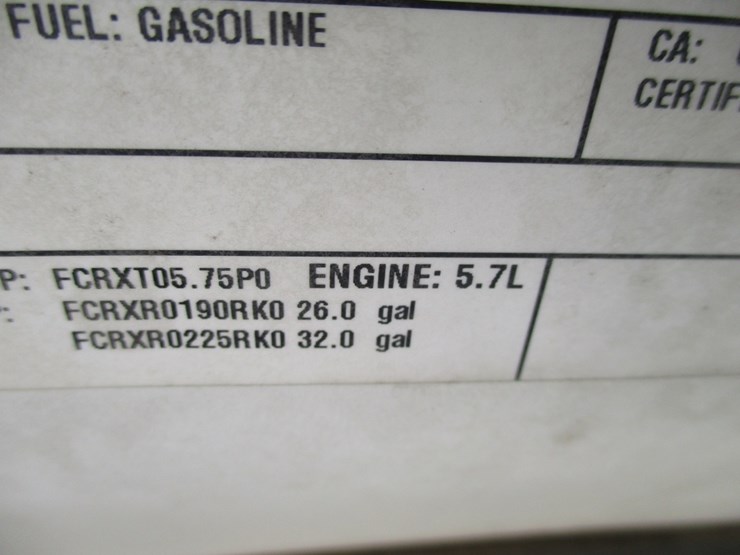 FUEL: GASOLINE
CA:
CERTIF
P: FCRXT05.75P0 ENGINE: 5.7L
: FCRXR0190RK0 26.0 gal
FCRXR0225RK0 32.0 gal